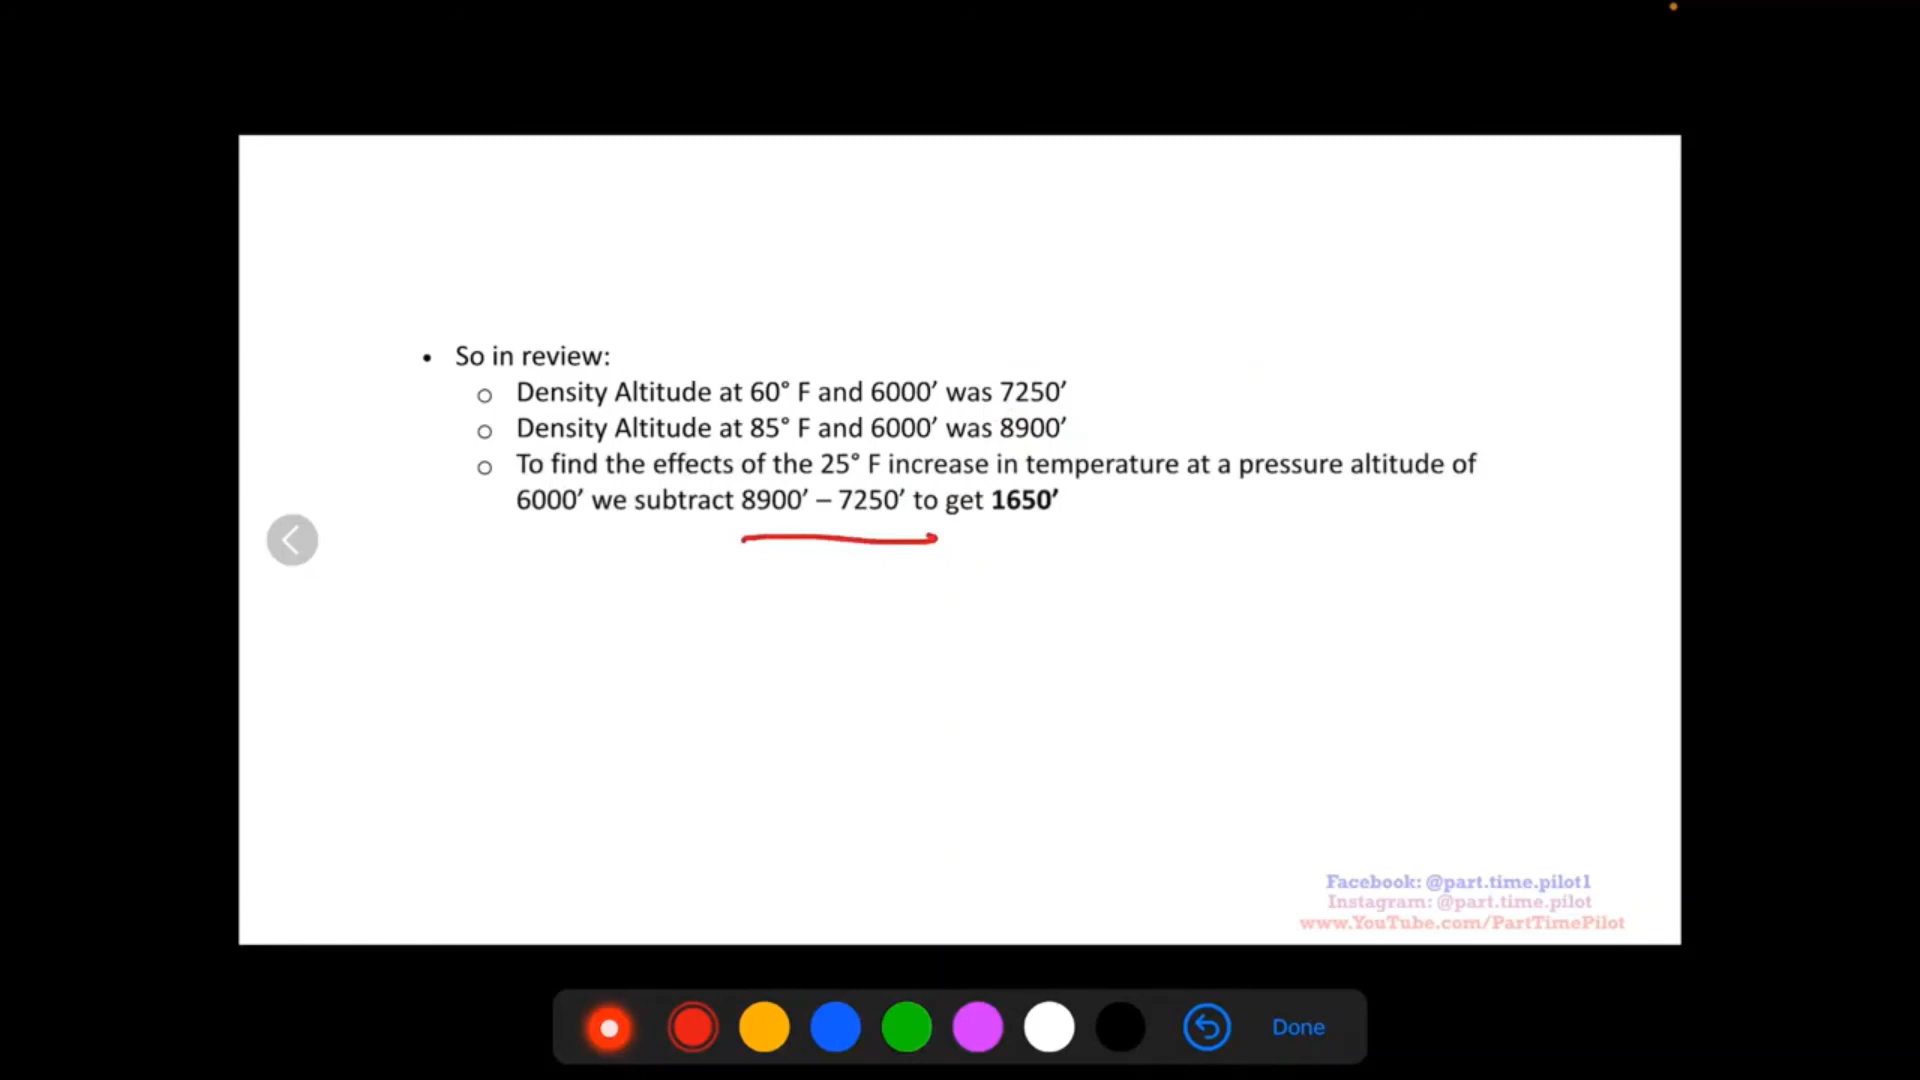 • So in review:
o Density Altitude at 60° F and 6000’ was 7250’
o Density Altitude at 85° F and 6000’ was 8900’
o To find the effects of the 25° F increase in temperature at a pressure altitude of
6000’ we subtract 8900’ – 7250’ to get 1650’
Facebook: @part.time.pilot1
Instagram: @part.time.pilot
www.YouTube.com/PartTimePilot
Done